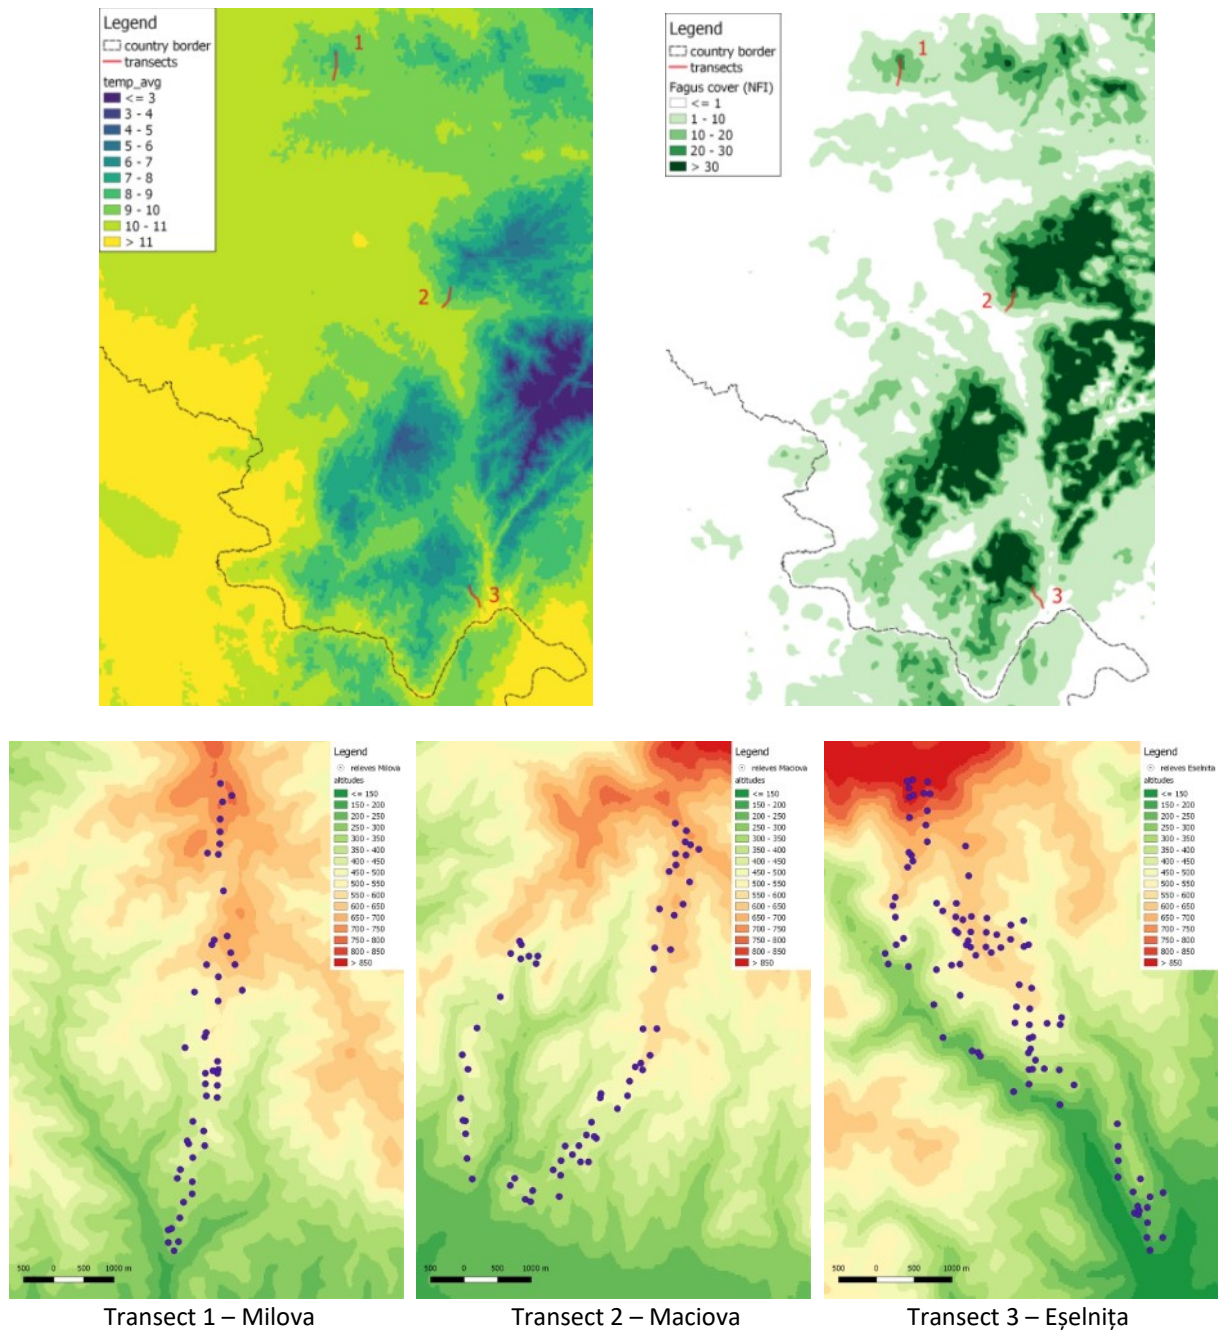 Legend
country border
transects
temp_avg
<= 3
3 - 4
4 - 5
5 - 6
6 - 7
7 - 8
8 - 9
9 - 10
10 - 11
> 11
1
2
3
Legend
country border
transects
Fagus cover (NFI)
<= 1
1 - 10
10 - 20
20 - 30
> 30
1
2
3
Legend
releves Milova
altitudes
<= 150
150 - 200
200 - 250
250 - 300
300 - 350
350 - 400
400 - 450
450 - 500
500 - 550
550 - 600
600 - 650
650 - 700
700 - 750
750 - 800
800 - 850
> 850
500 0 500 1000 m
Legend
releves Maciova
altitudes
<= 150
150 - 200
200 - 250
250 - 300
300 - 350
350 - 400
400 - 450
450 - 500
500 - 550
550 - 600
600 - 650
650 - 700
700 - 750
750 - 800
800 - 850
> 850
500 0 500 1000 m
Legend
releves Eselnita
altitudes
<= 150
150 - 200
200 - 250
250 - 300
300 - 350
350 - 400
400 - 450
450 - 500
500 - 550
550 - 600
600 - 650
650 - 700
700 - 750
750 - 800
800 - 850
> 850
500 0 500 1000 m
Transect 1 – Milova
Transect 2 – Maciova
Transect 3 – Eșelnița